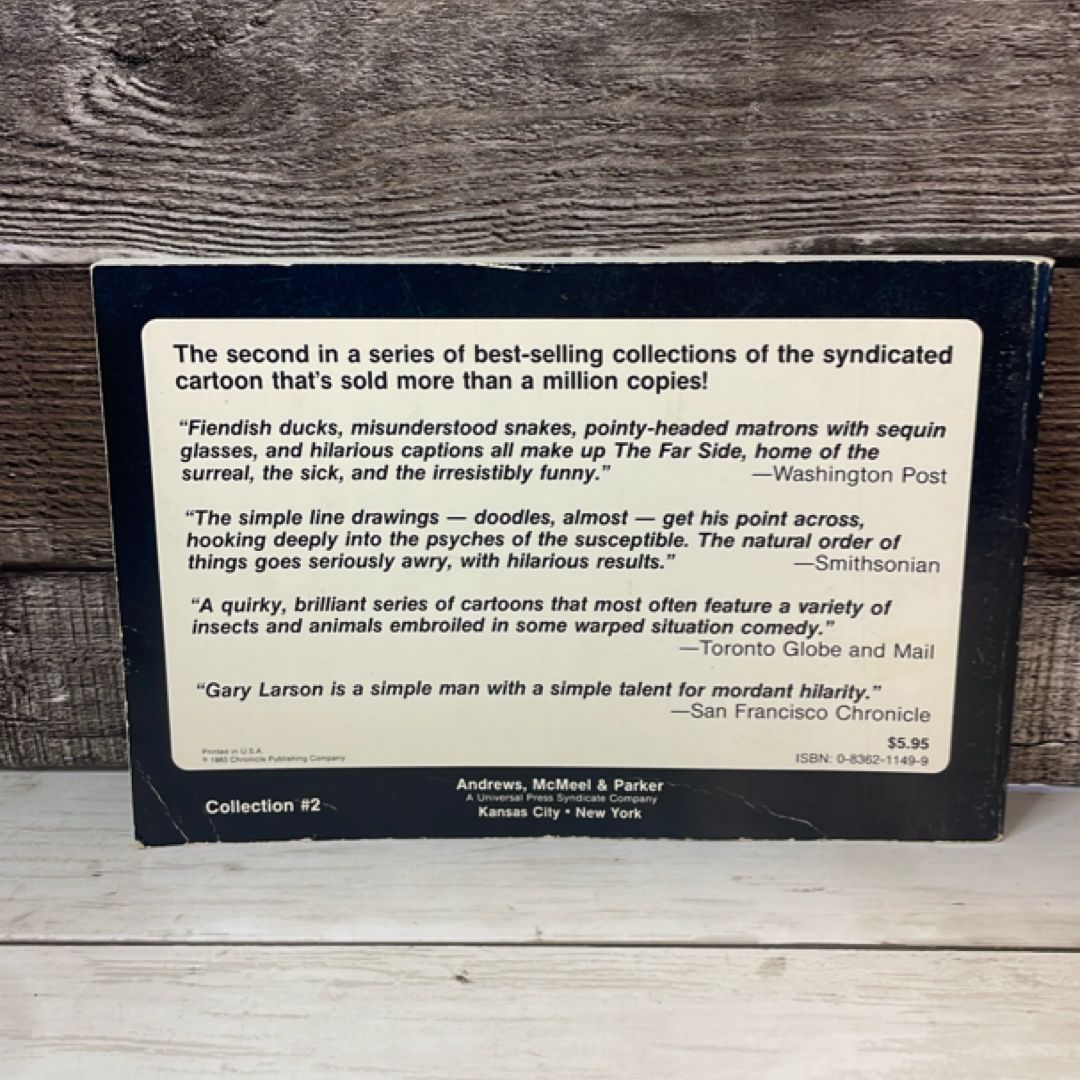 The second in a series of best-selling collections of the syndicated
cartoon that's sold more than a million copies!
“Fiendish ducks, misunderstood snakes, pointy-headed matrons with sequin
glasses, and hilarious captions all make up The Far Side, home of the
surreal, the sick, and the irresistibly funny.” —Washington Post
“The simple line drawings — doodles, almost — get his point across,
hooking deeply into the psyches of the susceptible. The natural order of
things goes seriously awry, with hilarious results.” —Smithsonian
“A quirky, brilliant series of cartoons that most often feature a variety of
insects and animals embroiled in some warped situation comedy.”
—Toronto Globe and Mail
“Gary Larson is a simple man with a simple talent for mordant hilarity.”
—San Francisco Chronicle
$5.95
Printed in U.S.A.
© 1983 Chronicle Publishing Company ISBN: 0-8362-1149-9
Andrews, McMeel & Parker
A Universal Press Syndicate Company
Collection #2 Kansas City • New York